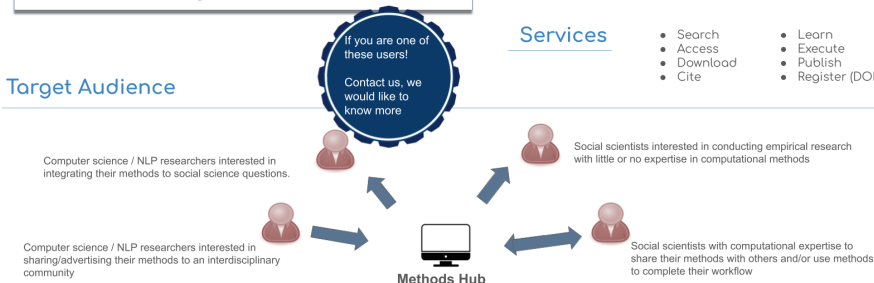 If you are one of
these users!
Contact us, we
would like to
know more
Services
● Search
● Access
● Download
● Cite
● Learn
● Execute
● Publish
● Register (DOI
Target Audience
Computer science / NLP researchers interested in
integrating their methods to social science questions.
Social scientists interested in conducting empirical research
with little or no expertise in computational methods
Computer science / NLP researchers interested in
sharing/advertising their methods to an interdisciplinary
community
Methods Hub
Social scientists with computational expertise to
share their methods with others and/or use methods
to complete their workflow